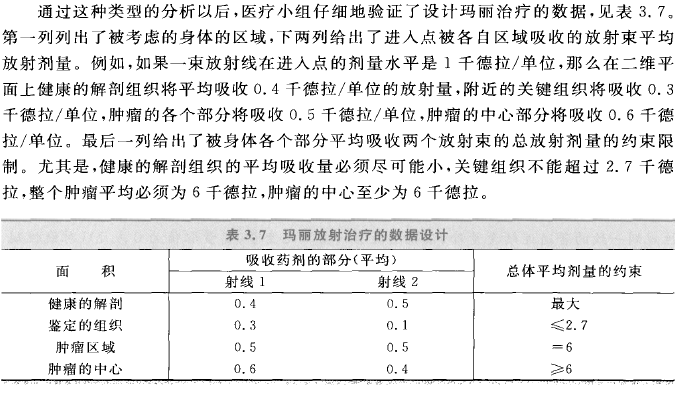 通过这种类型的分析以后,医疗小组仔细地验证了设计玛丽治疗的数据,见表 3.7。
第一列列出了被考虑的身体的区域,下两列给出了进入点被各自区域吸收的放射束平均
放射剂量。例如,如果一束放射线在进入点的剂量水平是 1 千德拉/单位,那么在二维平
面上健康的解剖组织将平均吸收 0.4 千德拉/单位的放射量,附近的关键组织将吸收 0.3
千德拉/单位,肿瘤的各个部分将吸收 0.5 千德拉/单位,肿瘤的中心部分将吸收 0.6 千德
拉/单位。最后一列给出了被身体各个部分平均吸收两个放射束的总放射剂量的约束限
制。尤其是,健康的解剖组织的平均吸收量必须尽可能小,关键组织不能超过 2.7 千德
拉,整个肿瘤平均必须为 6 千德拉,肿瘤的中心至少为 6 千德拉。
表 3.7 玛丽放射治疗的数据设计
面 积 吸收药剂的部分(平均) 总体平均剂量的约束
射线 1 射线 2
健康的解剖 0.4 0.5 最大
鉴定的组织 0.3 0.1 ≤2.7
肿瘤区域 0.5 0.5 =6
肿瘤的中心 0.6 0.4 ≥6